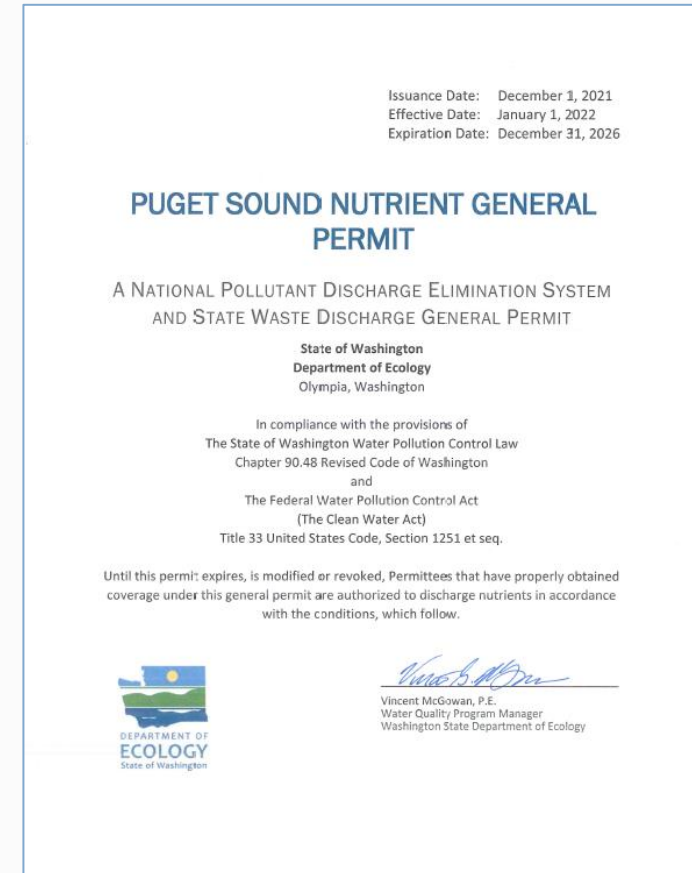 Issuance Date: December 1, 2021
Effective Date: January 1, 2022
Expiration Date: December 31, 2026
PUGET SOUND NUTRIENT GENERAL
PERMIT
A NATIONAL POLLUTANT DISCHARGE ELIMINATION SYSTEM
AND STATE WASTE DISCHARGE GENERAL PERMIT
State of Washington
Department of Ecology
Olympia, Washington
In compliance with the provisions of
The State of Washington Water Pollution Control Law
Chapter 90.48 Revised Code of Washington
and
The Federal Water Pollution Control Act
(The Clean Water Act)
Title 33 United States Code, Section 1251 et seq.
Until this permit expires, is modified or revoked, Permittees that have properly obtained
coverage under this general permit are authorized to discharge nutrients in accordance
with the conditions, which follow.
Vincent McGowan, P.E.
Water Quality Program Manager
Washington State Department of Ecology
DEPARTMENT OF
ECOLOGY
State of Washington